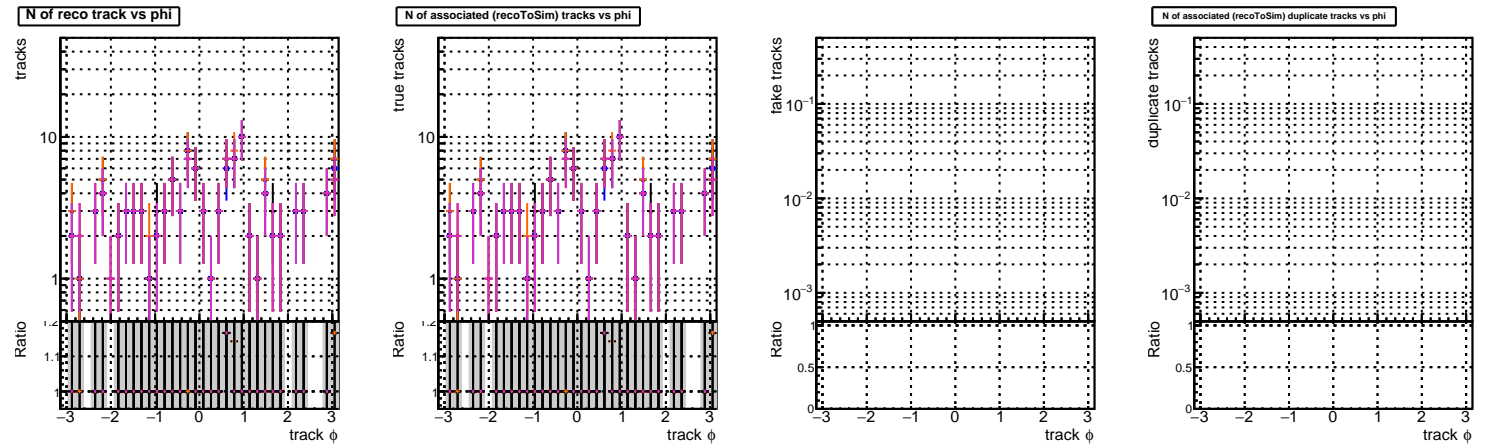 N of reco track vs phi
tracks
10
1
Ratio
1.2
1.1
1
−3 −2 −1 0 1 2 3
track ϕ
N of associated (recoToSim) tracks vs phi
true tracks
10
1
Ratio
1.2
1.1
1
−3 −2 −1 0 1 2 3
track ϕ
fake tracks
10−1
10−2
10−3
Ratio
1
0.5
0
−3 −2 −1 0 1 2 3
track ϕ
N of associated (recoToSim) duplicate tracks vs phi
duplicate tracks
10−1
10−2
10−3
Ratio
1
0.5
0
−3 −2 −1 0 1 2 3
track ϕ